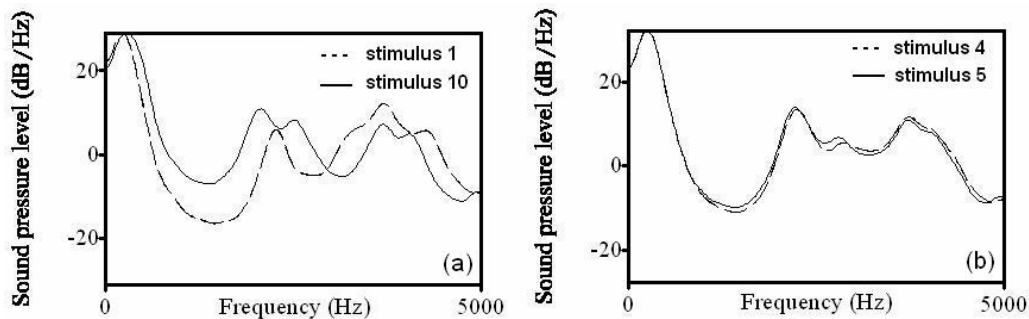 Sound pressure level (dB/Hz)
20
0
-20
stimulus 1
stimulus 10
(a)
0
Frequency (Hz)
5000
Sound pressure level (dB/Hz)
20
0
-20
stimulus 4
stimulus 5
(b)
0
Frequency (Hz)
5000